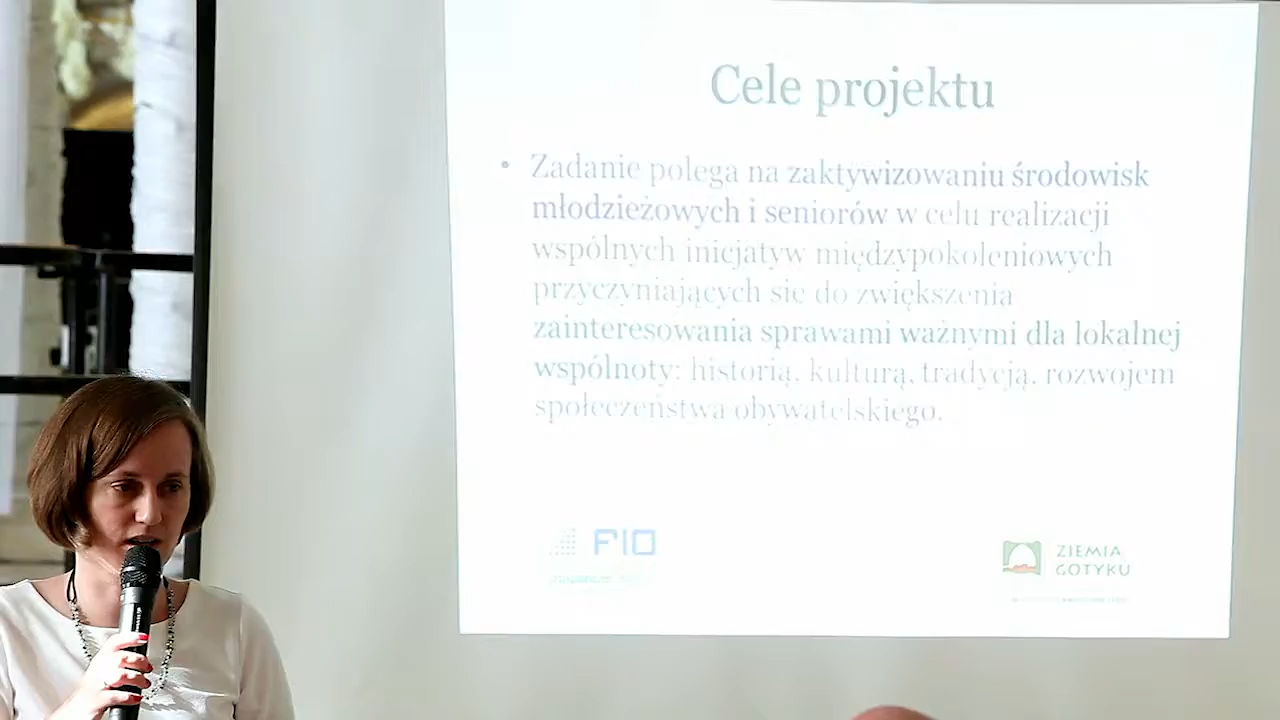 Cele projektu
• Zadanie polega na zaktywizowaniu środowisk
młodzieżowych i seniorów w celu realizacji
wspólnych inicjatyw międzypokoleniowych
przyczyniających się do zwiększenia
zainteresowania sprawami ważnymi dla lokalnej
wspólnoty: historią, kulturą, tradycją, rozwojem
społeczeństwa obywatelskiego.
FIO
ZIEMIA
GOTYKU